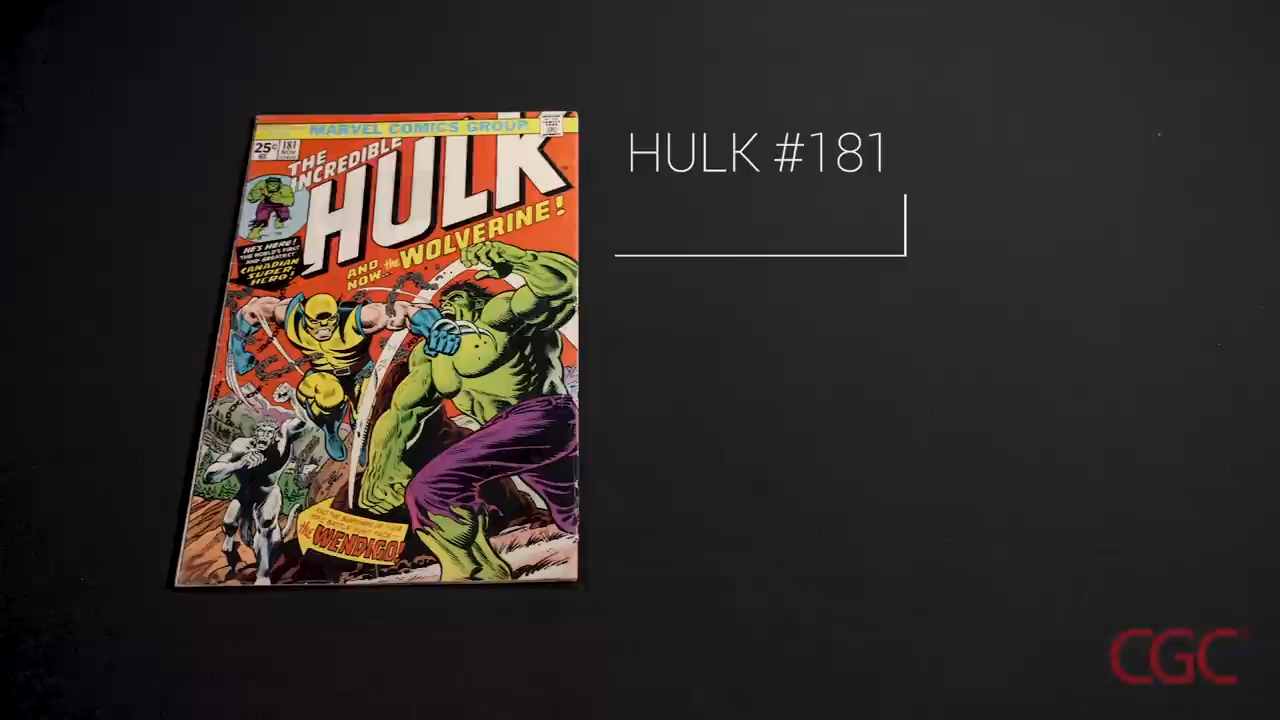 HULK #181
MARVEL COMICS GROUP
25¢
181
NOV
THE
INCREDIBLE
HULK
AND
NOW...the WOLVERINE!
HE'S HERE!
THE WORLD'S FIRST
AND GREATEST
CANADIAN
SUPER
HERO!
the WENDIGO!
CGC